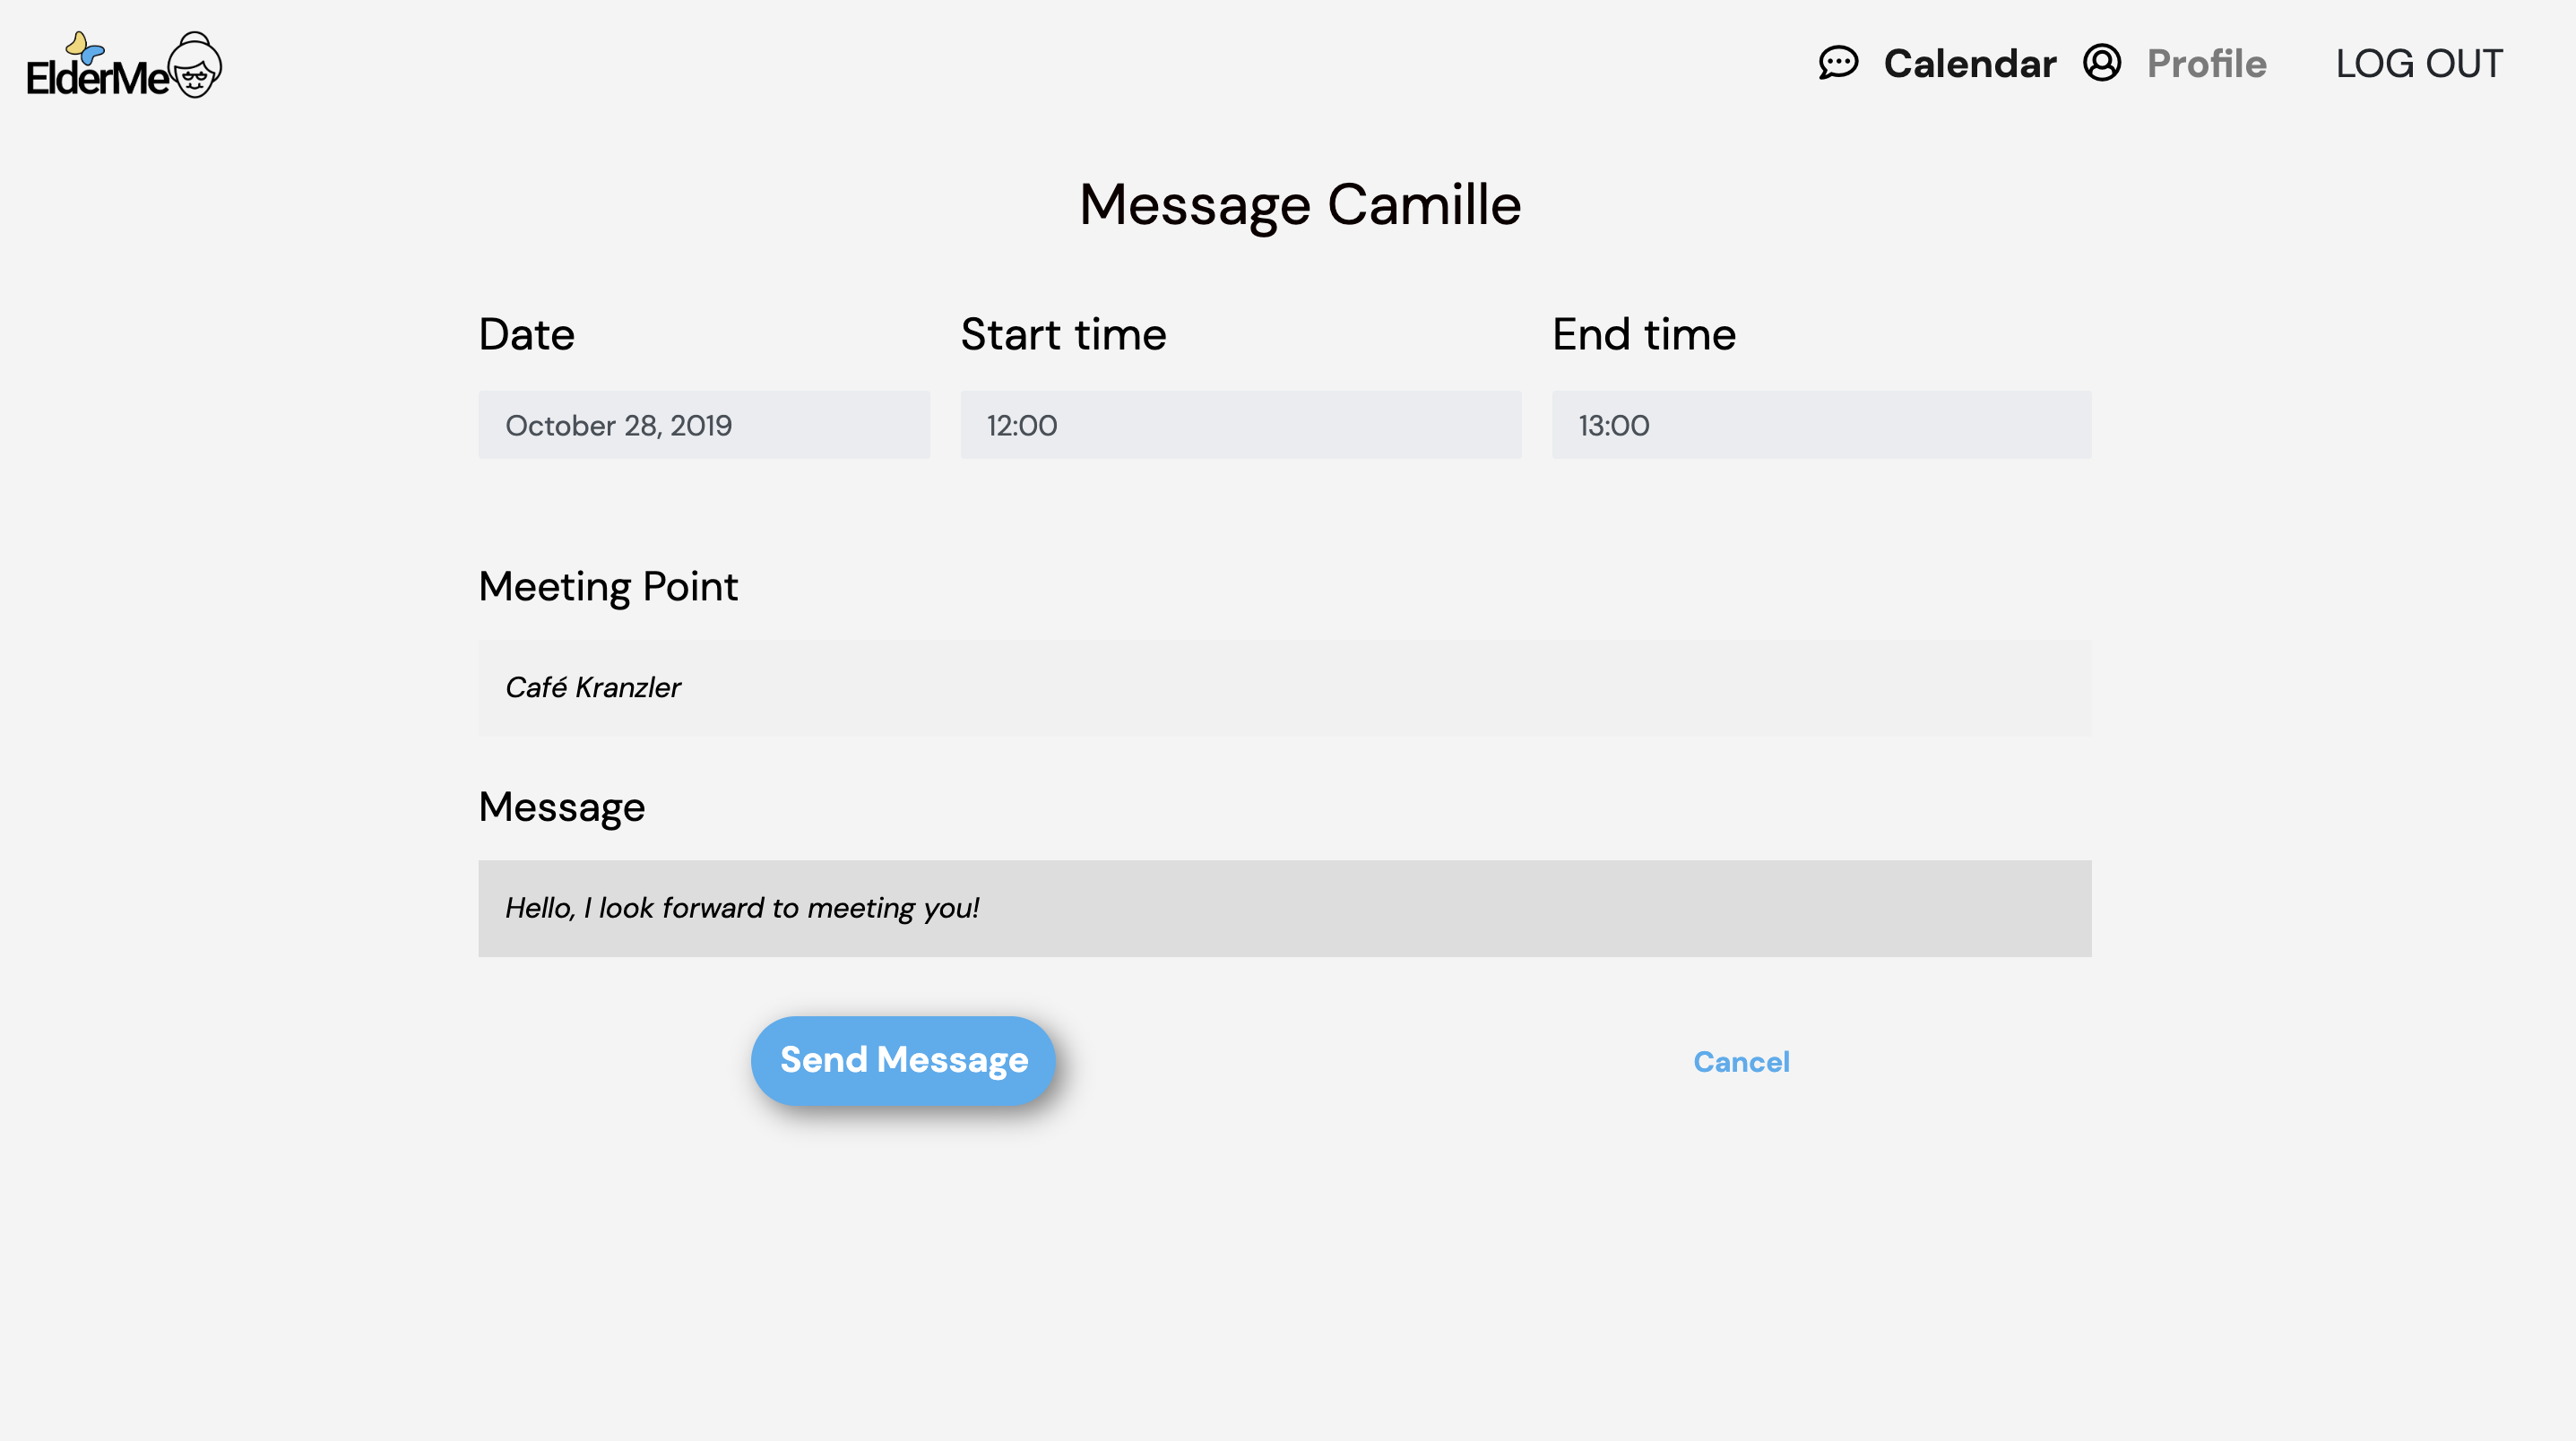 ElderMe
Calendar Profile LOG OUT
Message Camille
Date Start time End time
October 28, 2019 12:00 13:00
Meeting Point
Café Kranzler
Message
Hello, I look forward to meeting you!
Send Message Cancel